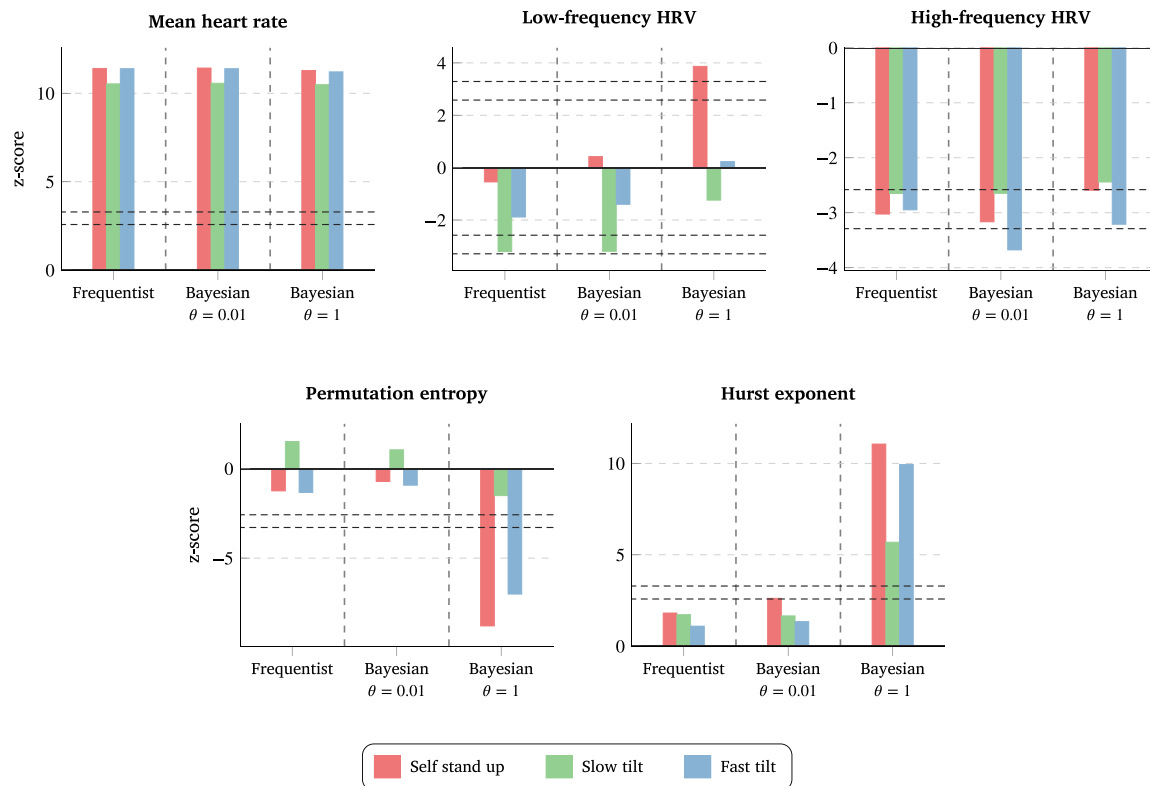 Mean heart rate
z-score
10
5
0
Frequentist
Bayesian
θ = 0.01
Bayesian
θ = 1
Low-frequency HRV
4
2
0
−2
Frequentist
Bayesian
θ = 0.01
Bayesian
θ = 1
High-frequency HRV
0
−1
−2
−3
−4
Frequentist
Bayesian
θ = 0.01
Bayesian
θ = 1
Permutation entropy
z-score
0
−5
Frequentist
Bayesian
θ = 0.01
Bayesian
θ = 1
Hurst exponent
10
5
0
Frequentist
Bayesian
θ = 0.01
Bayesian
θ = 1
Self stand up
Slow tilt
Fast tilt